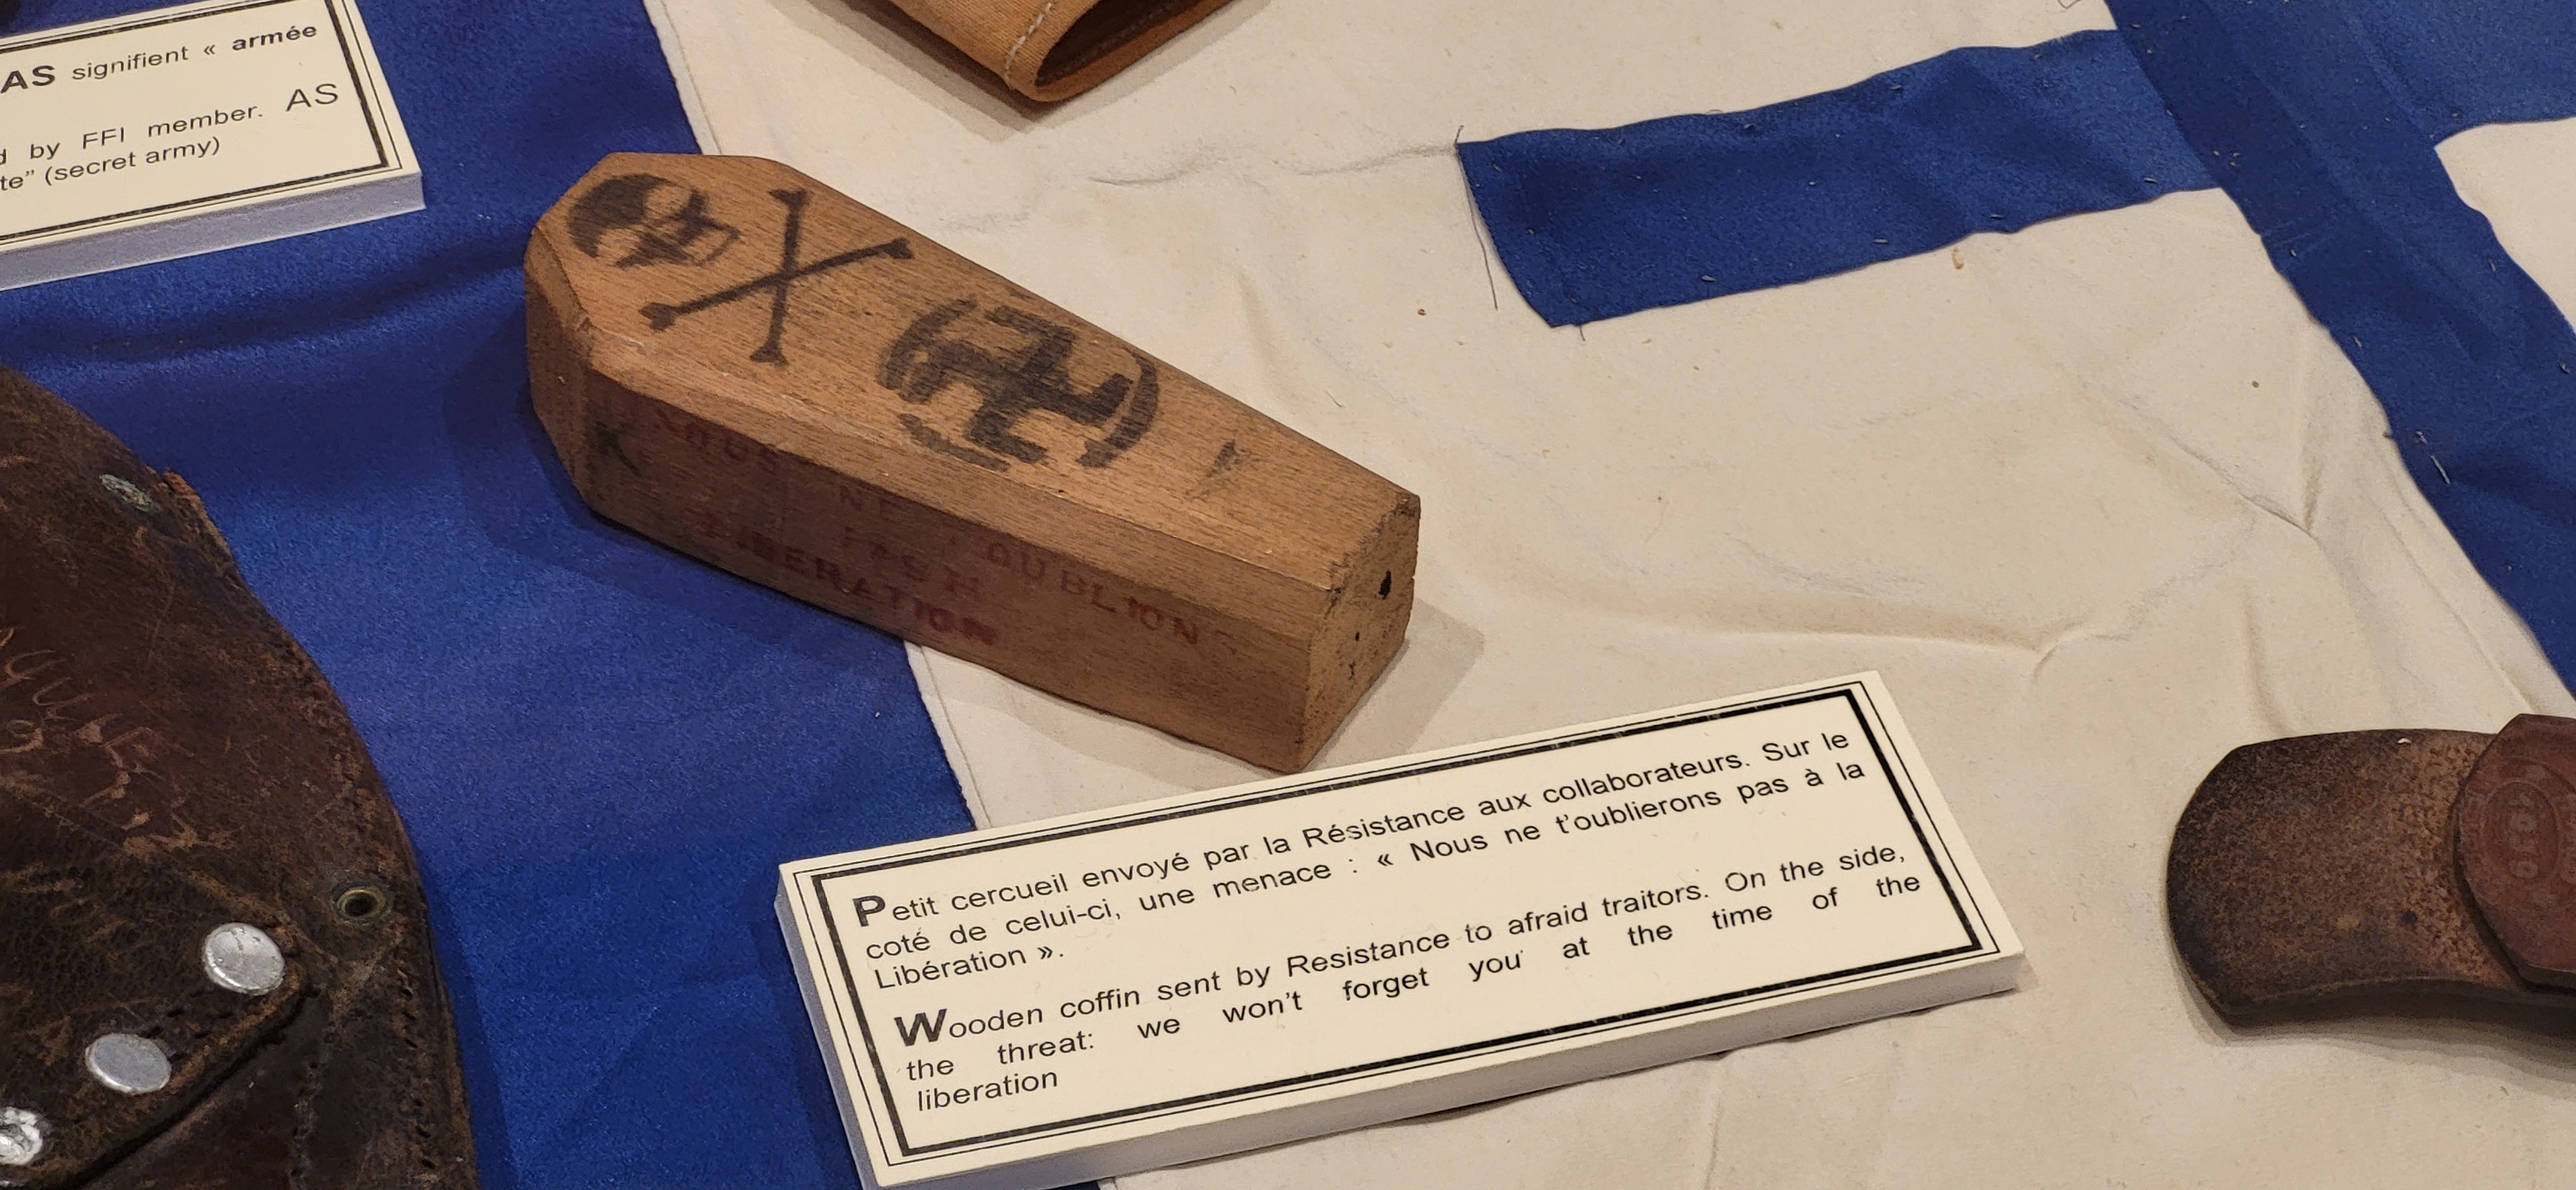 AS signifient « armée
by FFI member. AS
te" (secret army)
NOUS NE T OUBLIONS
LIBERATION
Petit cercueil envoyé par la Résistance aux collaborateurs. Sur le
coté de celui-ci, une menace : « Nous ne t'oublierons pas à la
Libération ».
Wooden coffin sent by Resistance to afraid traitors. On the side,
the threat: we won't forget you at the time of the
liberation